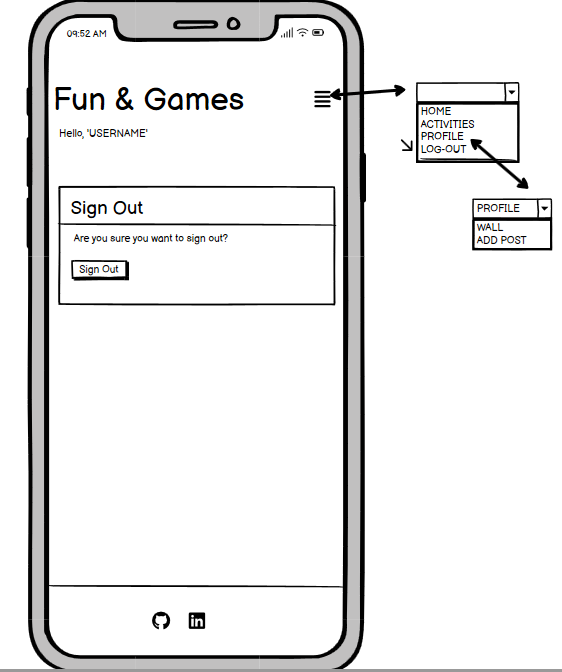 09:52 AM
Fun & Games
Hello, 'USERNAME'
Sign Out
Are you sure you want to sign out?
Sign Out
HOME
ACTIVITIES
PROFILE
LOG-OUT
PROFILE
WALL
ADD POST
in